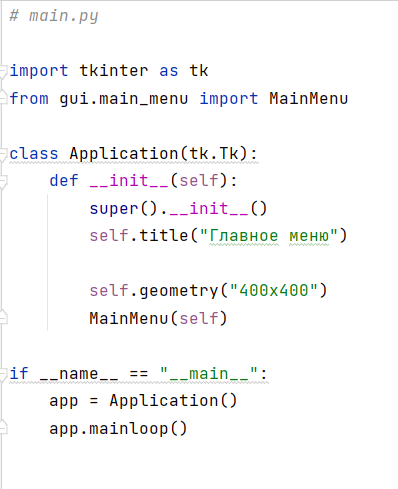 # main.py
import tkinter as tk
from gui.main_menu import MainMenu
class Application(tk.Tk):
    def __init__(self):
        super().__init__()
        self.title("Главное меню")
        self.geometry("400x400")
        MainMenu(self)
if __name__ == "__main__":
    app = Application()
    app.mainloop()